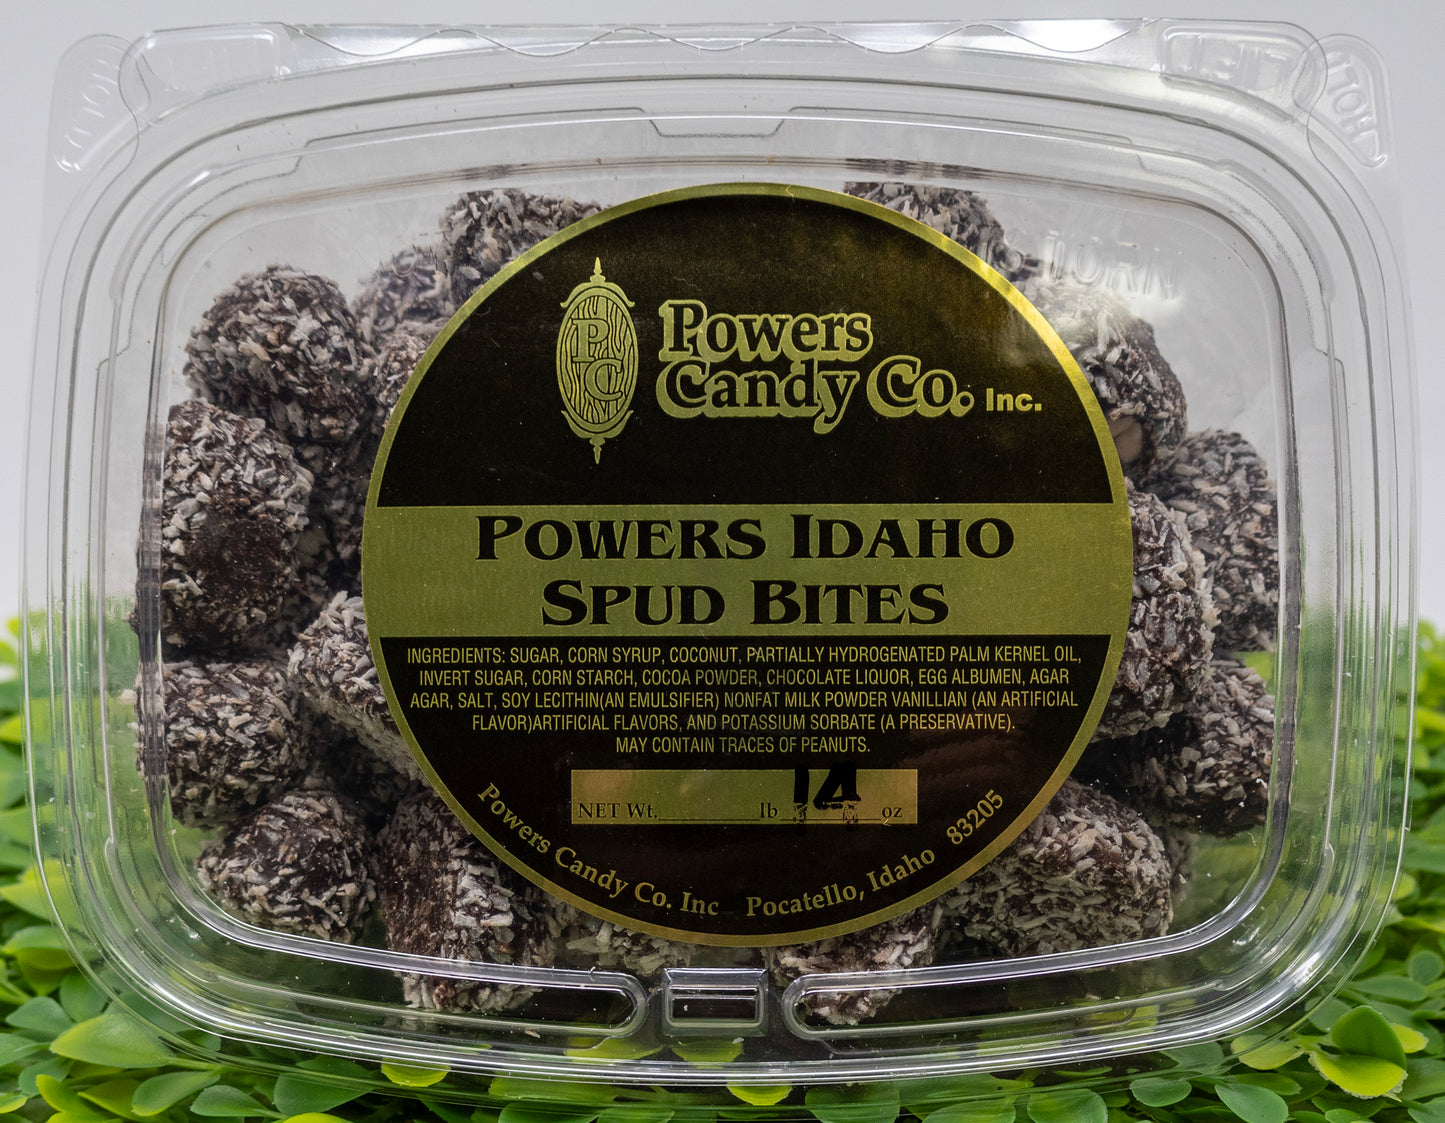 PC
Powers
Candy Co. Inc.
POWERS IDAHO
SPUD BITES
INGREDIENTS: SUGAR, CORN SYRUP, COCONUT, PARTIALLY HYDROGENATED PALM KERNEL OIL,
INVERT SUGAR, CORN STARCH, COCOA POWDER, CHOCOLATE LIQUOR, EGG ALBUMEN, AGAR
AGAR, SALT, SOY LECITHIN(AN EMULSIFIER) NONFAT MILK POWDER VANILLIAN (AN ARTIFICIAL
FLAVOR)ARTIFICIAL FLAVORS, AND POTASSIUM SORBATE (A PRESERVATIVE).
MAY CONTAIN TRACES OF PEANUTS.
NET Wt. lb 14 oz
Powers Candy Co. Inc Pocatello, Idaho 83205